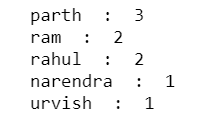 parth : 3
ram : 2
rahul : 2
narendra : 1
urvish : 1